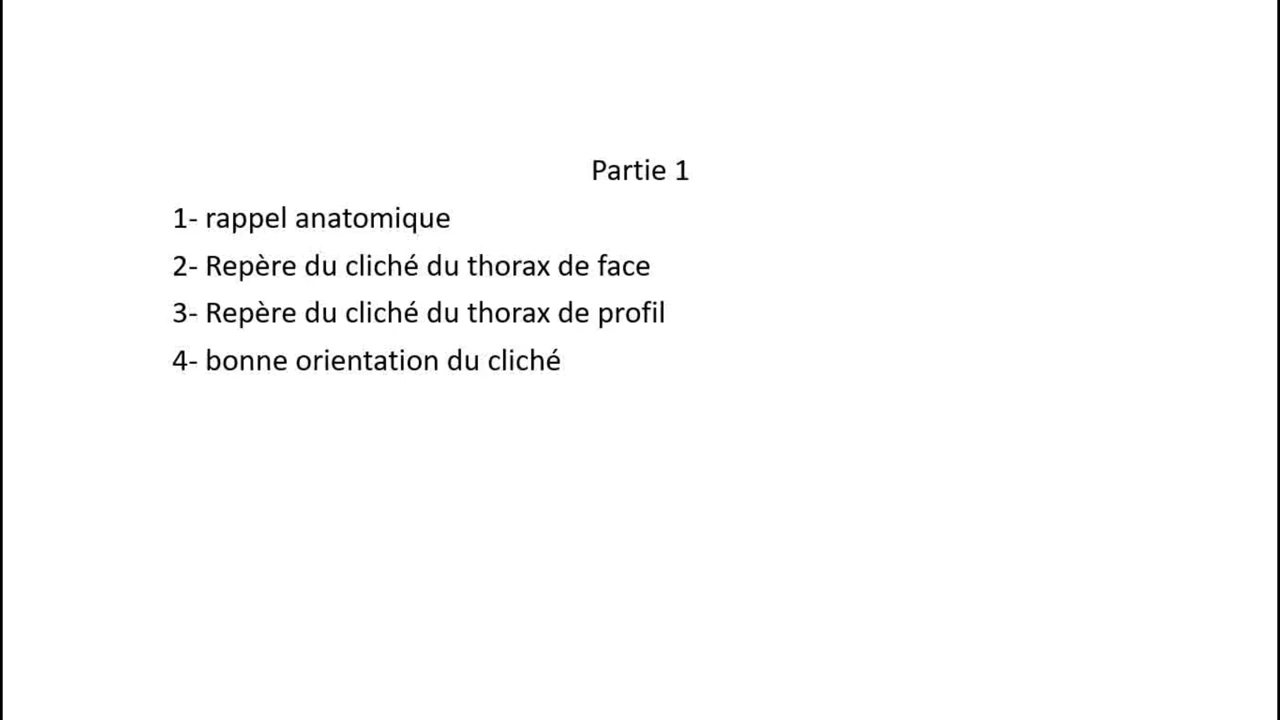 Partie 1
1- rappel anatomique
2- Repère du cliché du thorax de face
3- Repère du cliché du thorax de profil
4- bonne orientation du cliché